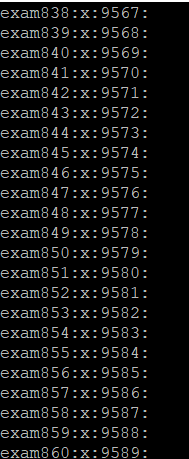 exam838:x:9567:
exam839:x:9568:
exam840:x:9569:
exam841:x:9570:
exam842:x:9571:
exam843:x:9572:
exam844:x:9573:
exam845:x:9574:
exam846:x:9575:
exam847:x:9576:
exam848:x:9577:
exam849:x:9578:
exam850:x:9579:
exam851:x:9580:
exam852:x:9581:
exam853:x:9582:
exam854:x:9583:
exam855:x:9584:
exam856:x:9585:
exam857:x:9586:
exam858:x:9587:
exam859:x:9588:
exam860:x:9589: